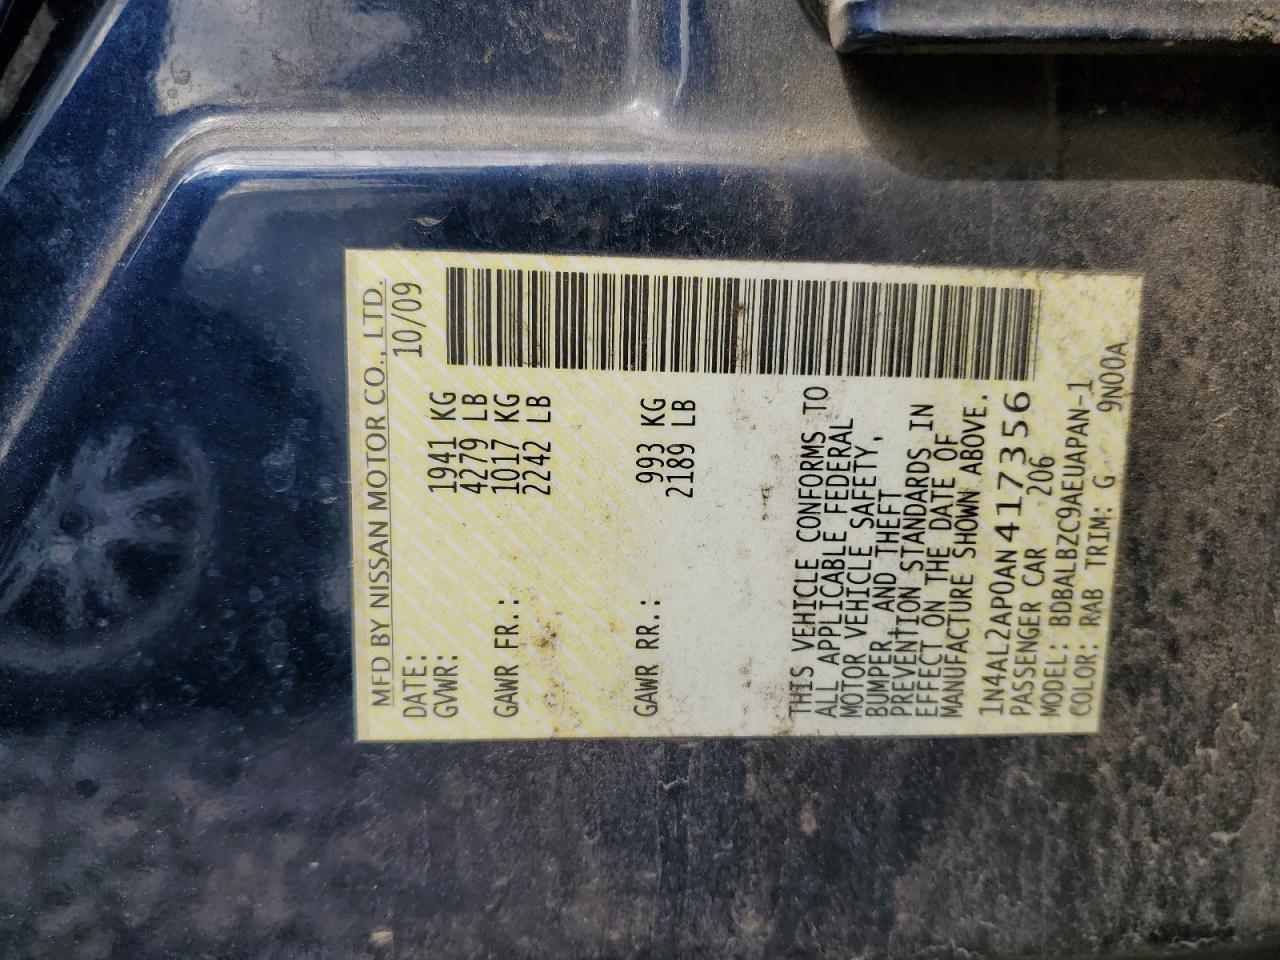 MFD BY NISSAN MOTOR CO., LTD.
DATE: 10/09
GVWR: 1941 KG
4279 LB
GAWR FR.: 1017 KG
2242 LB
GAWR RR.: 993 KG
2189 LB
THIS VEHICLE CONFORMS TO
ALL APPLICABLE FEDERAL
MOTOR VEHICLE SAFETY,
BUMPER, AND THEFT
PREVENTION STANDARDS IN
EFFECT ON THE DATE OF
MANUFACTURE SHOWN ABOVE.
1N4AL2AP0AN417356
PASSENGER CAR 206
MODEL: BDBALBZC9AEUAPAN-1
COLOR: RAB TRIM: G 9N00A